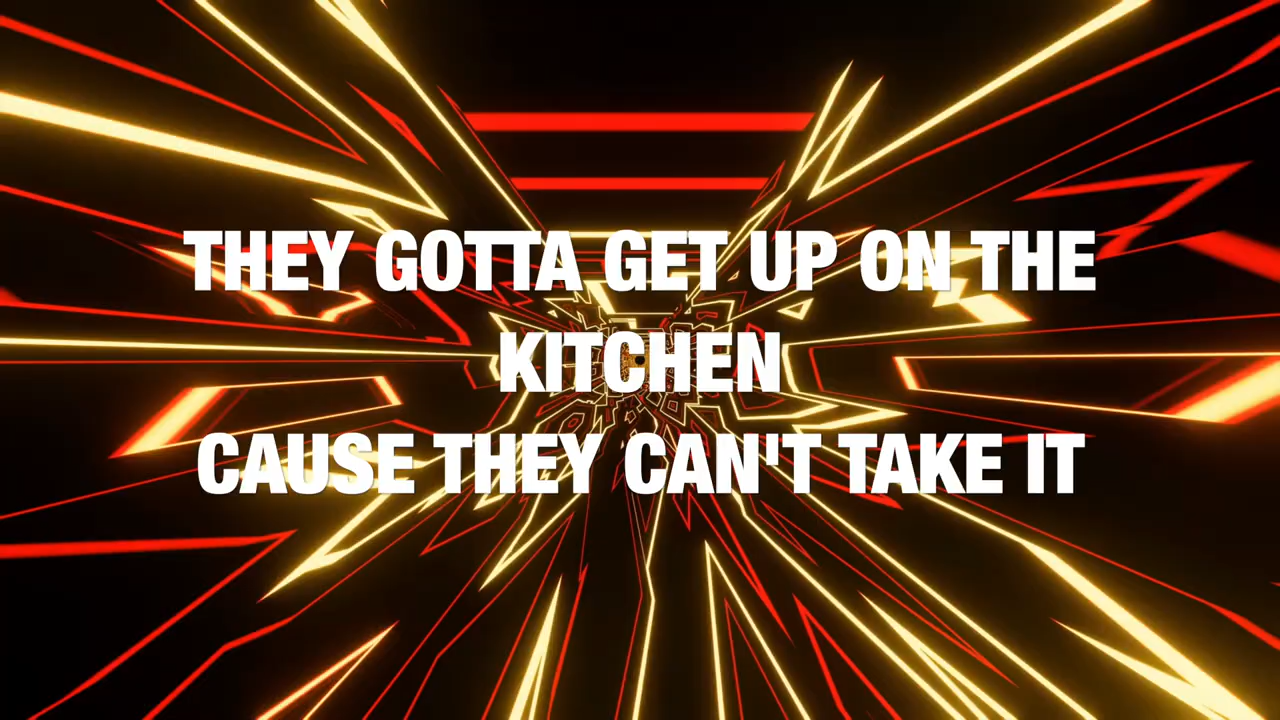 THEY GOTTA GET UP ON THE
KITCHEN
CAUSE THEY CAN'T TAKE IT